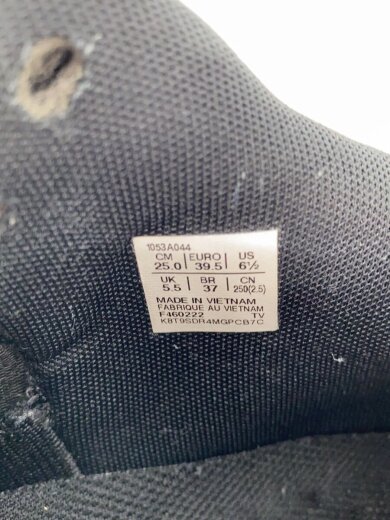 1053A044
CM EURO US
25.0 39.5 6½
UK BR CN
5.5 37 250(2.5)
MADE IN VIETNAM
FABRIQUE AU VIETNAM
F460222 TV
K8T9SDR4MGPCB7C